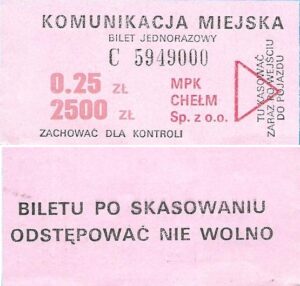 KOMUNIKACJA MIEJSKA
BILET JEDNORAZOWY
C 5949000
0.25 ZŁ
2500 ZŁ
MPK
CHEŁM
Sp. z o.o.
ZACHOWAĆ DLA KONTROLI
TU KASOWAĆ
ZARAZ PO WEJŚCIU
DO POJAZDU
BILETU PO SKASOWANIU
ODSTĘPOWAĆ NIE WOLNO